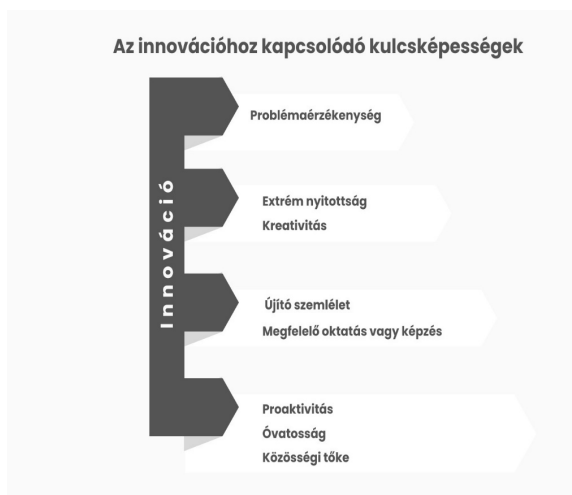 Az innovációhoz kapcsolódó kulcsképességek
Innováció
Problémaérzékenység
Extrém nyitottság
Kreativitás
Újító szemlélet
Megfelelő oktatás vagy képzés
Proaktivitás
Óvatosság
Közösségi tőke